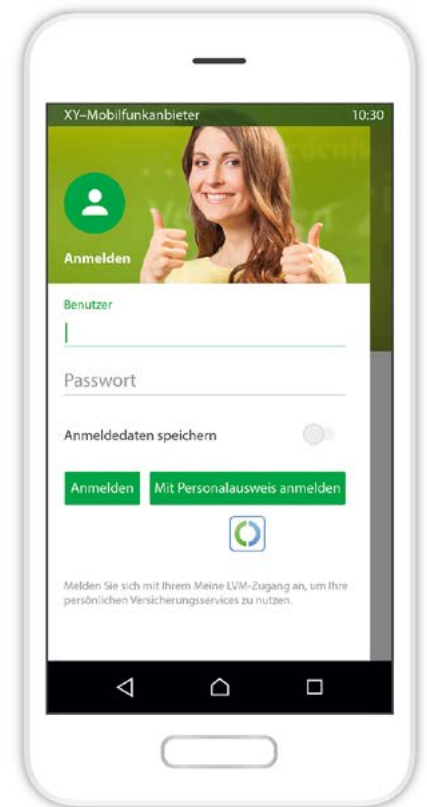 XY–Mobilfunkanbieter 10:30
Anmelden
Benutzer
Passwort
Anmeldedaten speichern
Anmelden
Mit Personalausweis anmelden
Melden Sie sich mit Ihrem Meine LVM-Zugang an, um Ihre
persönlichen Versicherungsservices zu nutzen.